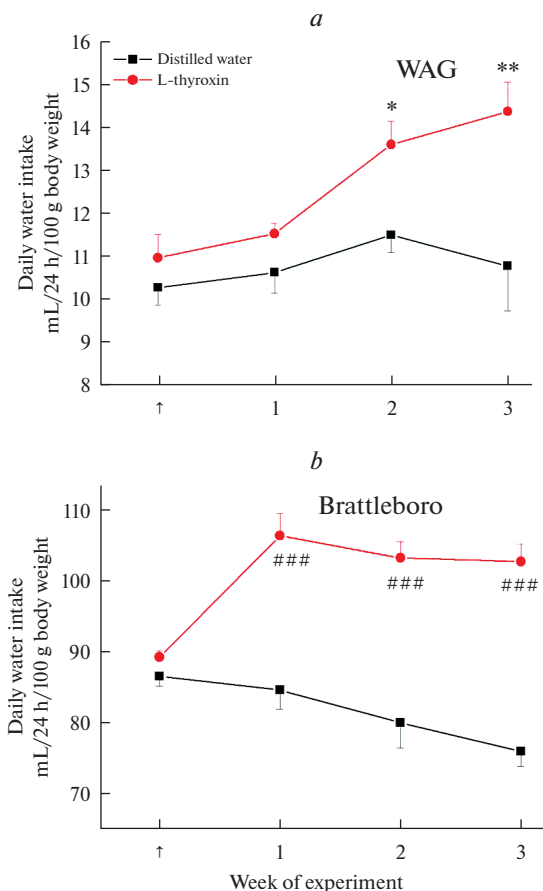 a
Distilled water
L-thyroxin
WAG
*
**
Daily water intake
mL/24 h/100 g body weight
16
15
14
13
12
11
10
9
8
↑
1
2
3
b
Brattleboro
###
###
###
Daily water intake
mL/24 h/100 g body weight
110
100
90
80
70
↑
1
2
3
Week of experiment